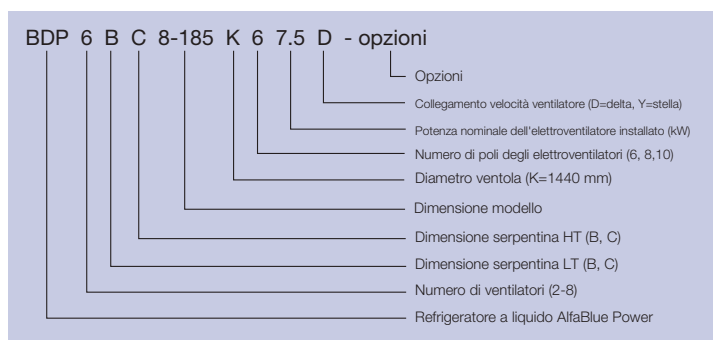 BDP 6 B C 8-185 K 6 7.5 D - opzioni
Opzioni
Collegamento velocità ventilatore (D=delta, Y=stella)
Potenza nominale dell'elettroventilatore installato (kW)
Numero di poli degli elettroventilatori (6, 8,10)
Diametro ventola (K=1440 mm)
Dimensione modello
Dimensione serpentina HT (B, C)
Dimensione serpentina LT (B, C)
Numero di ventilatori (2-8)
Refrigeratore a liquido AlfaBlue Power